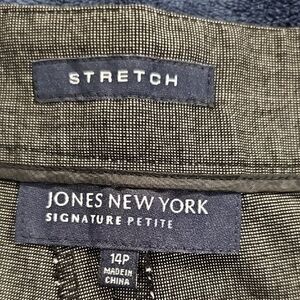 STRETCH
JONES NEW YORK
SIGNATURE PETITE
14P
MADE IN
CHINA